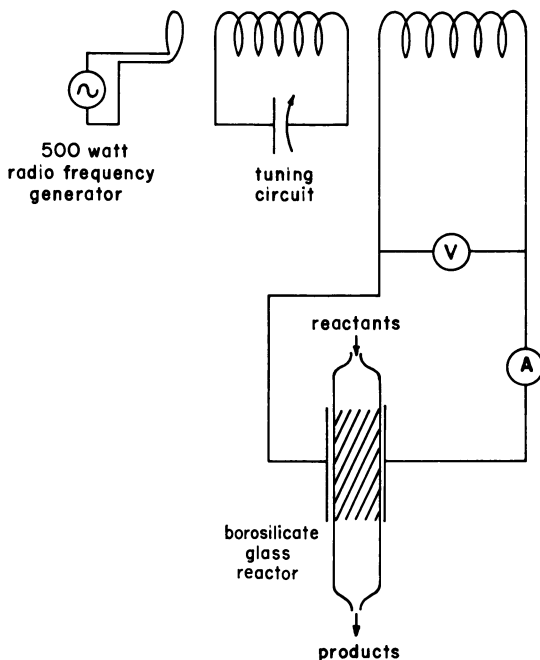 500 watt
radio frequency
generator
tuning
circuit
V
reactants
A
borosilicate
glass
reactor
products